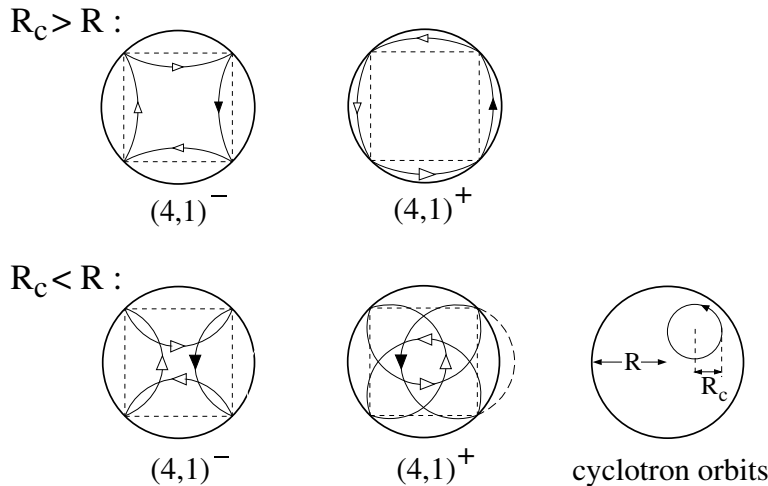 R_c > R :
(4,1)^−
(4,1)^+
R_c < R :
R
R_c
(4,1)^−
(4,1)^+
cyclotron orbits